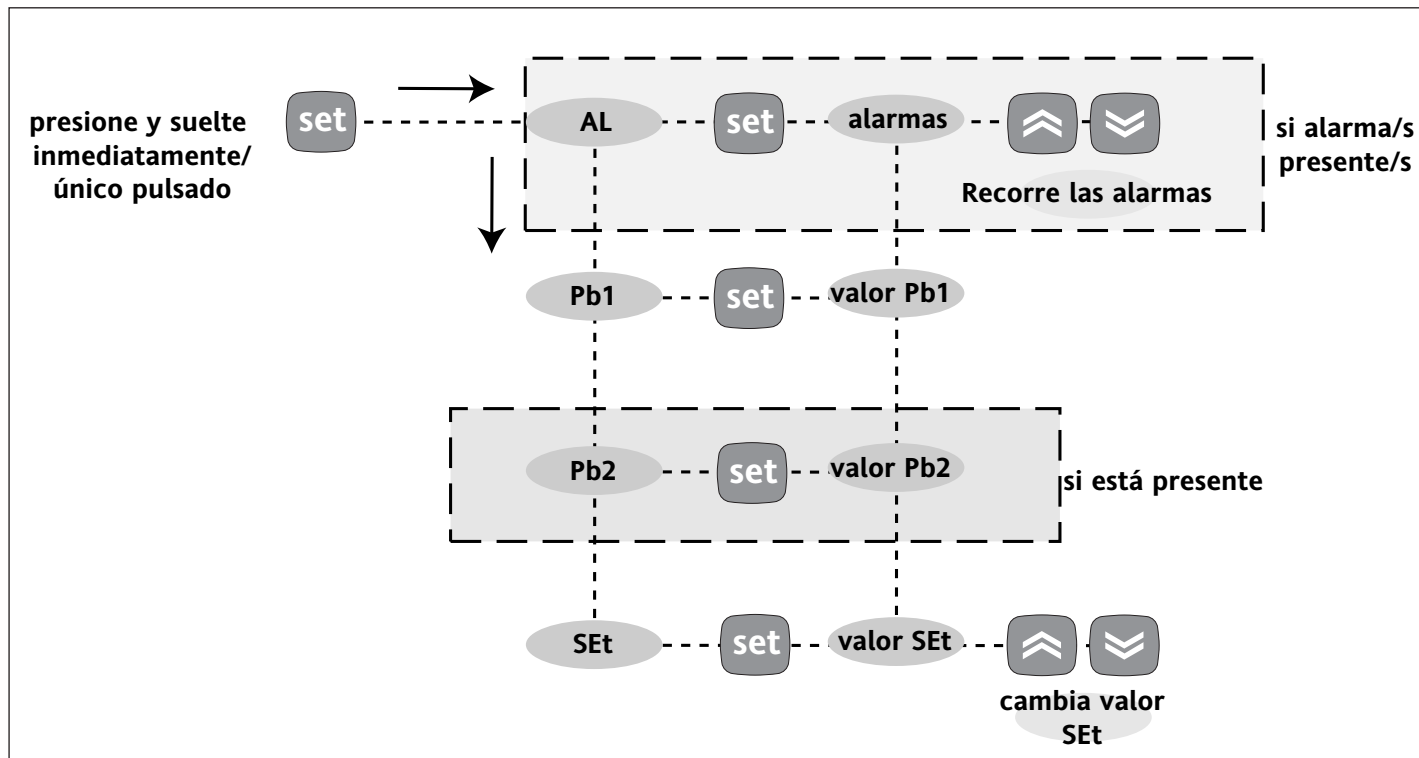 presione y suelte
inmediatamente/
único pulsado
set
AL
set
alarmas
Recorre las alarmas
si alarma/s
presente/s
Pb1
set
valor Pb1
Pb2
set
valor Pb2
si está presente
SEt
set
valor SEt
cambia valor
SEt